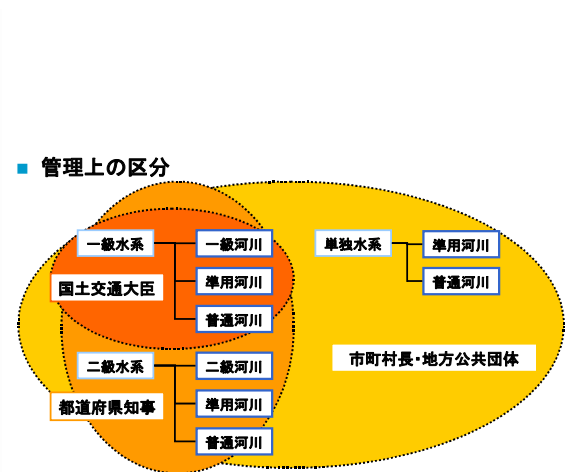 ■ 管理上の区分
一級水系
一級河川
国土交通大臣
準用河川
普通河川
二級水系
二級河川
都道府県知事
準用河川
普通河川
単独水系
準用河川
普通河川
市町村長・地方公共団体